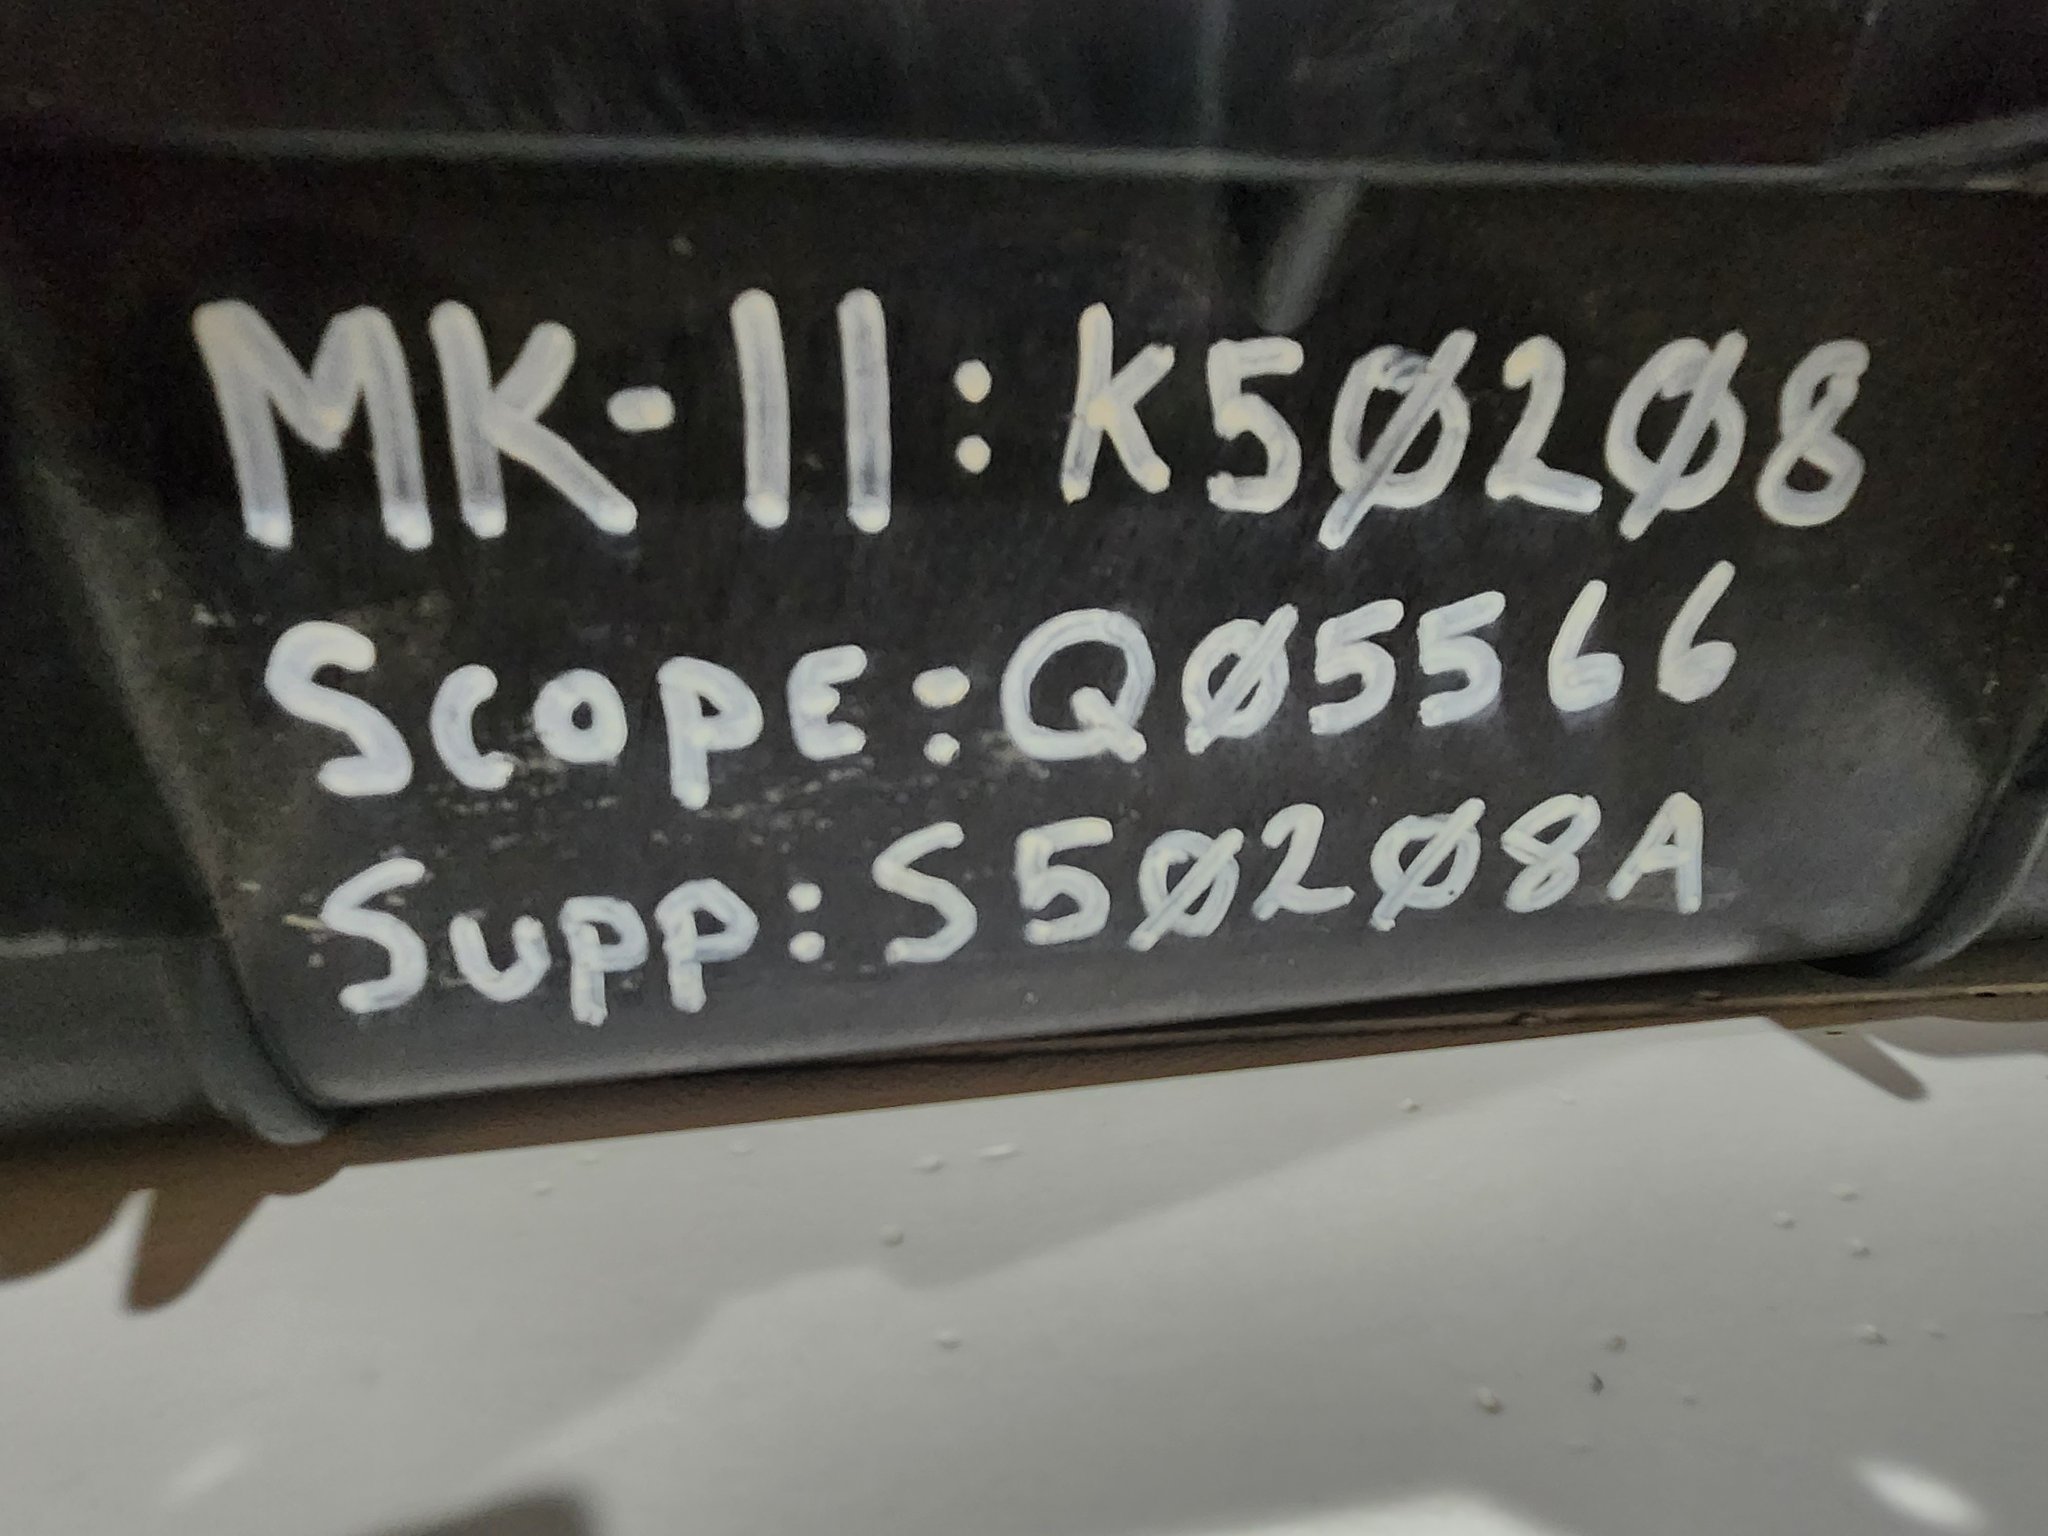 MK-11: K5Ø2Ø8
SCOPE: QØ5566
SUPP: S5Ø2Ø8A